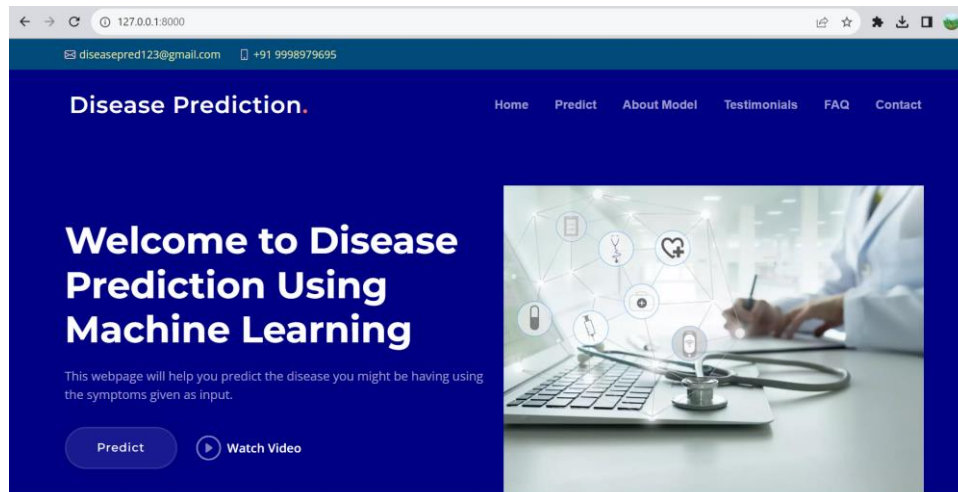 127.0.0.1:8000
diseasepred123@gmail.com +91 9998979695
Disease Prediction. Home Predict About Model Testimonials FAQ Contact
Welcome to Disease
Prediction Using
Machine Learning
This webpage will help you predict the disease you might be having using
the symptoms given as input.
Predict Watch Video